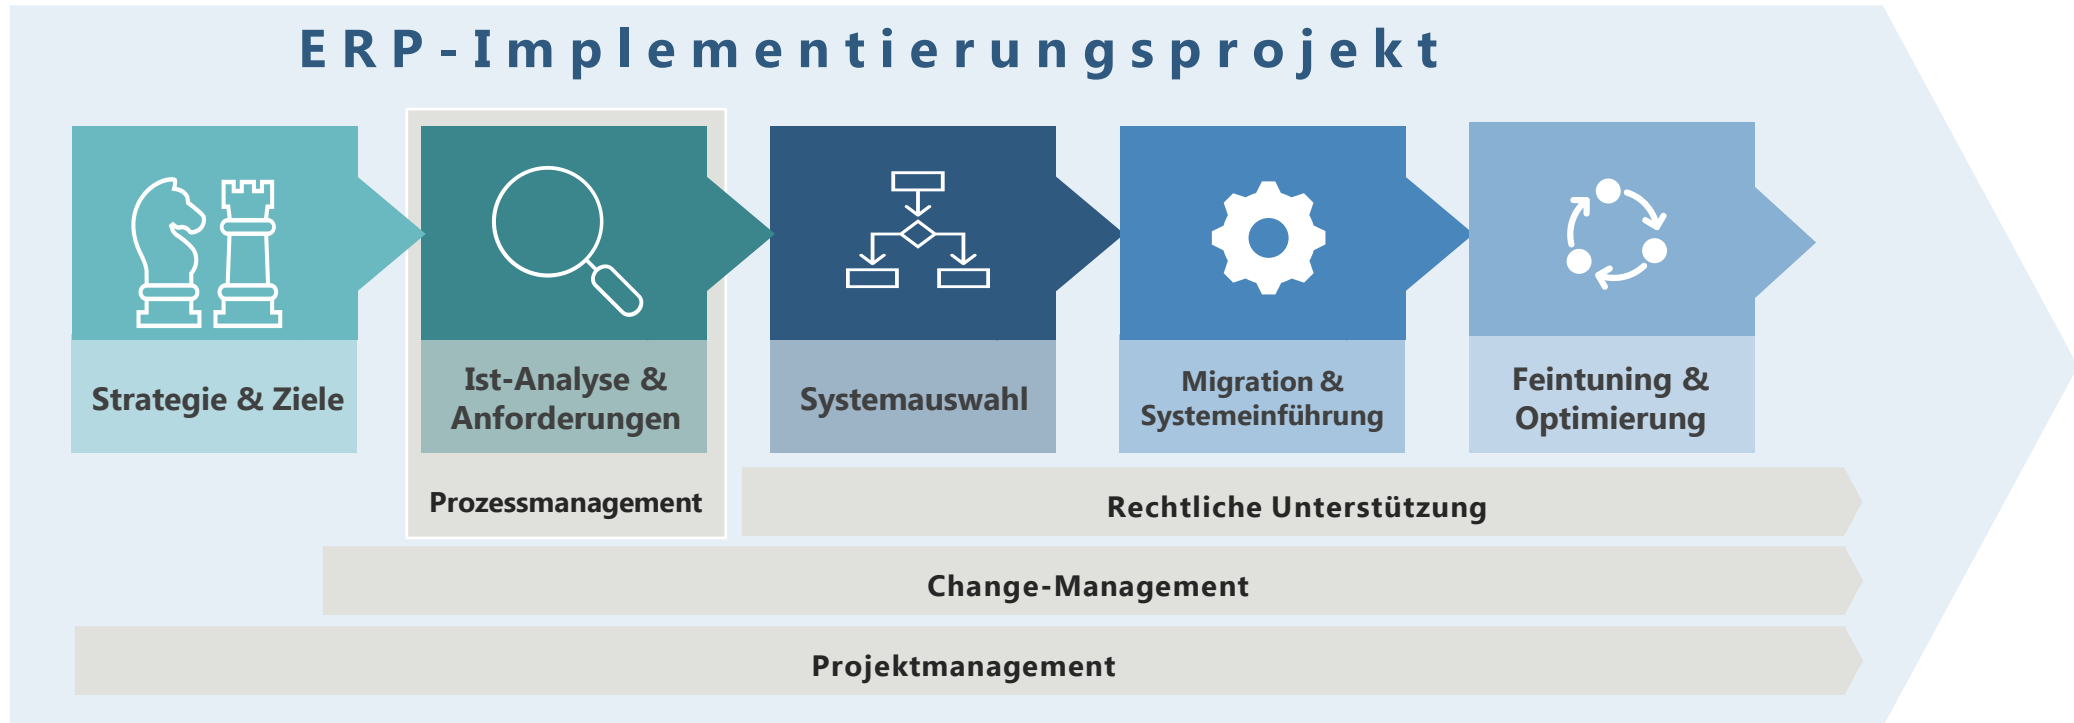 ERP-Implementierungsprojekt
Strategie & Ziele
Ist-Analyse &
Anforderungen
Systemauswahl
Migration &
Systemeinführung
Feintuning &
Optimierung
Prozessmanagement
Rechtliche Unterstützung
Change-Management
Projektmanagement